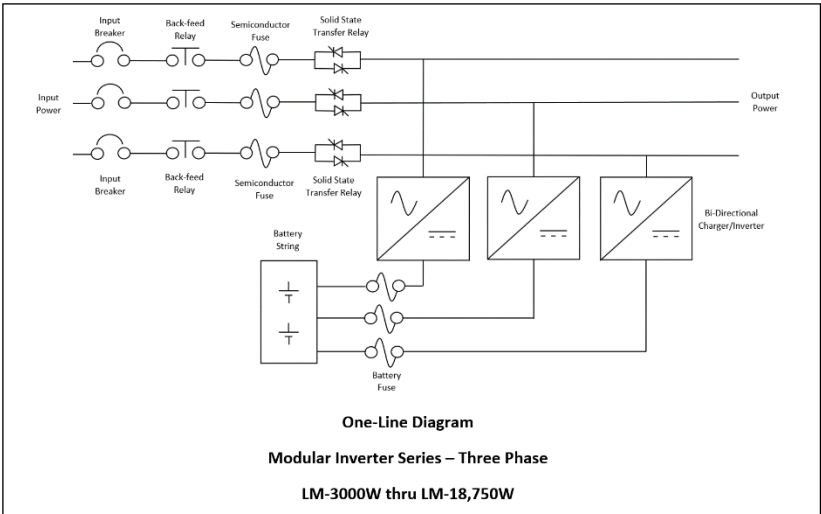 Input
Breaker
Back-feed
Relay
Semiconductor
Fuse
Solid State
Transfer Relay
Input
Power
Output
Power
Input
Breaker
Back-feed
Relay
Semiconductor
Fuse
Solid State
Transfer Relay
Bi-Directional
Charger/Inverter
Battery
String
Battery
Fuse
One-Line Diagram
Modular Inverter Series – Three Phase
LM-3000W thru LM-18,750W